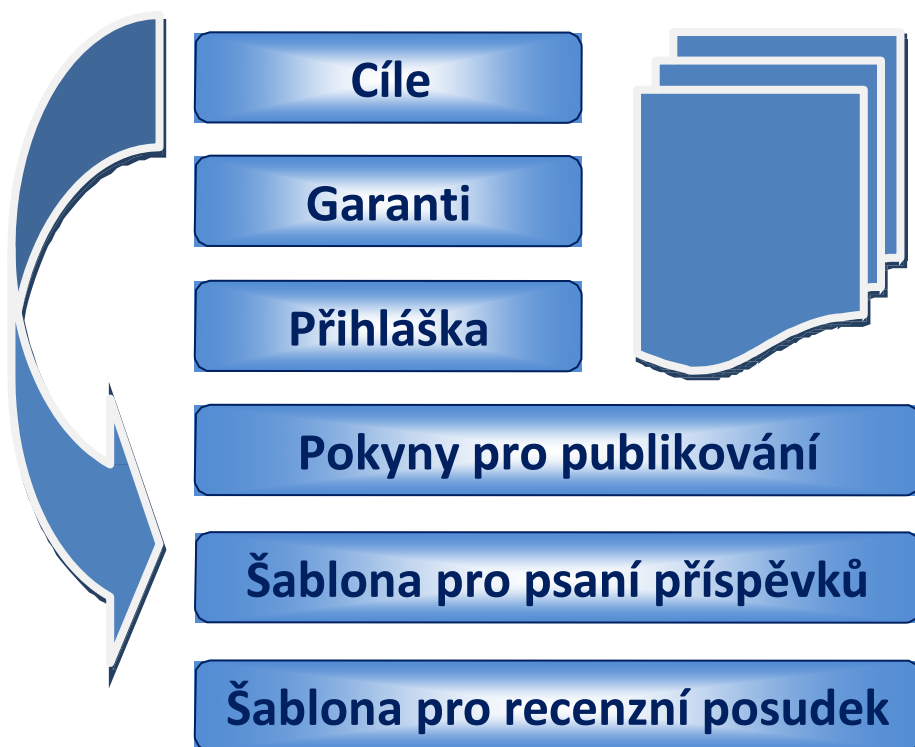 Cíle
Garanti
Přihláška
Pokyny pro publikování
Šablona pro psaní příspěvků
Šablona pro recenzní posudek